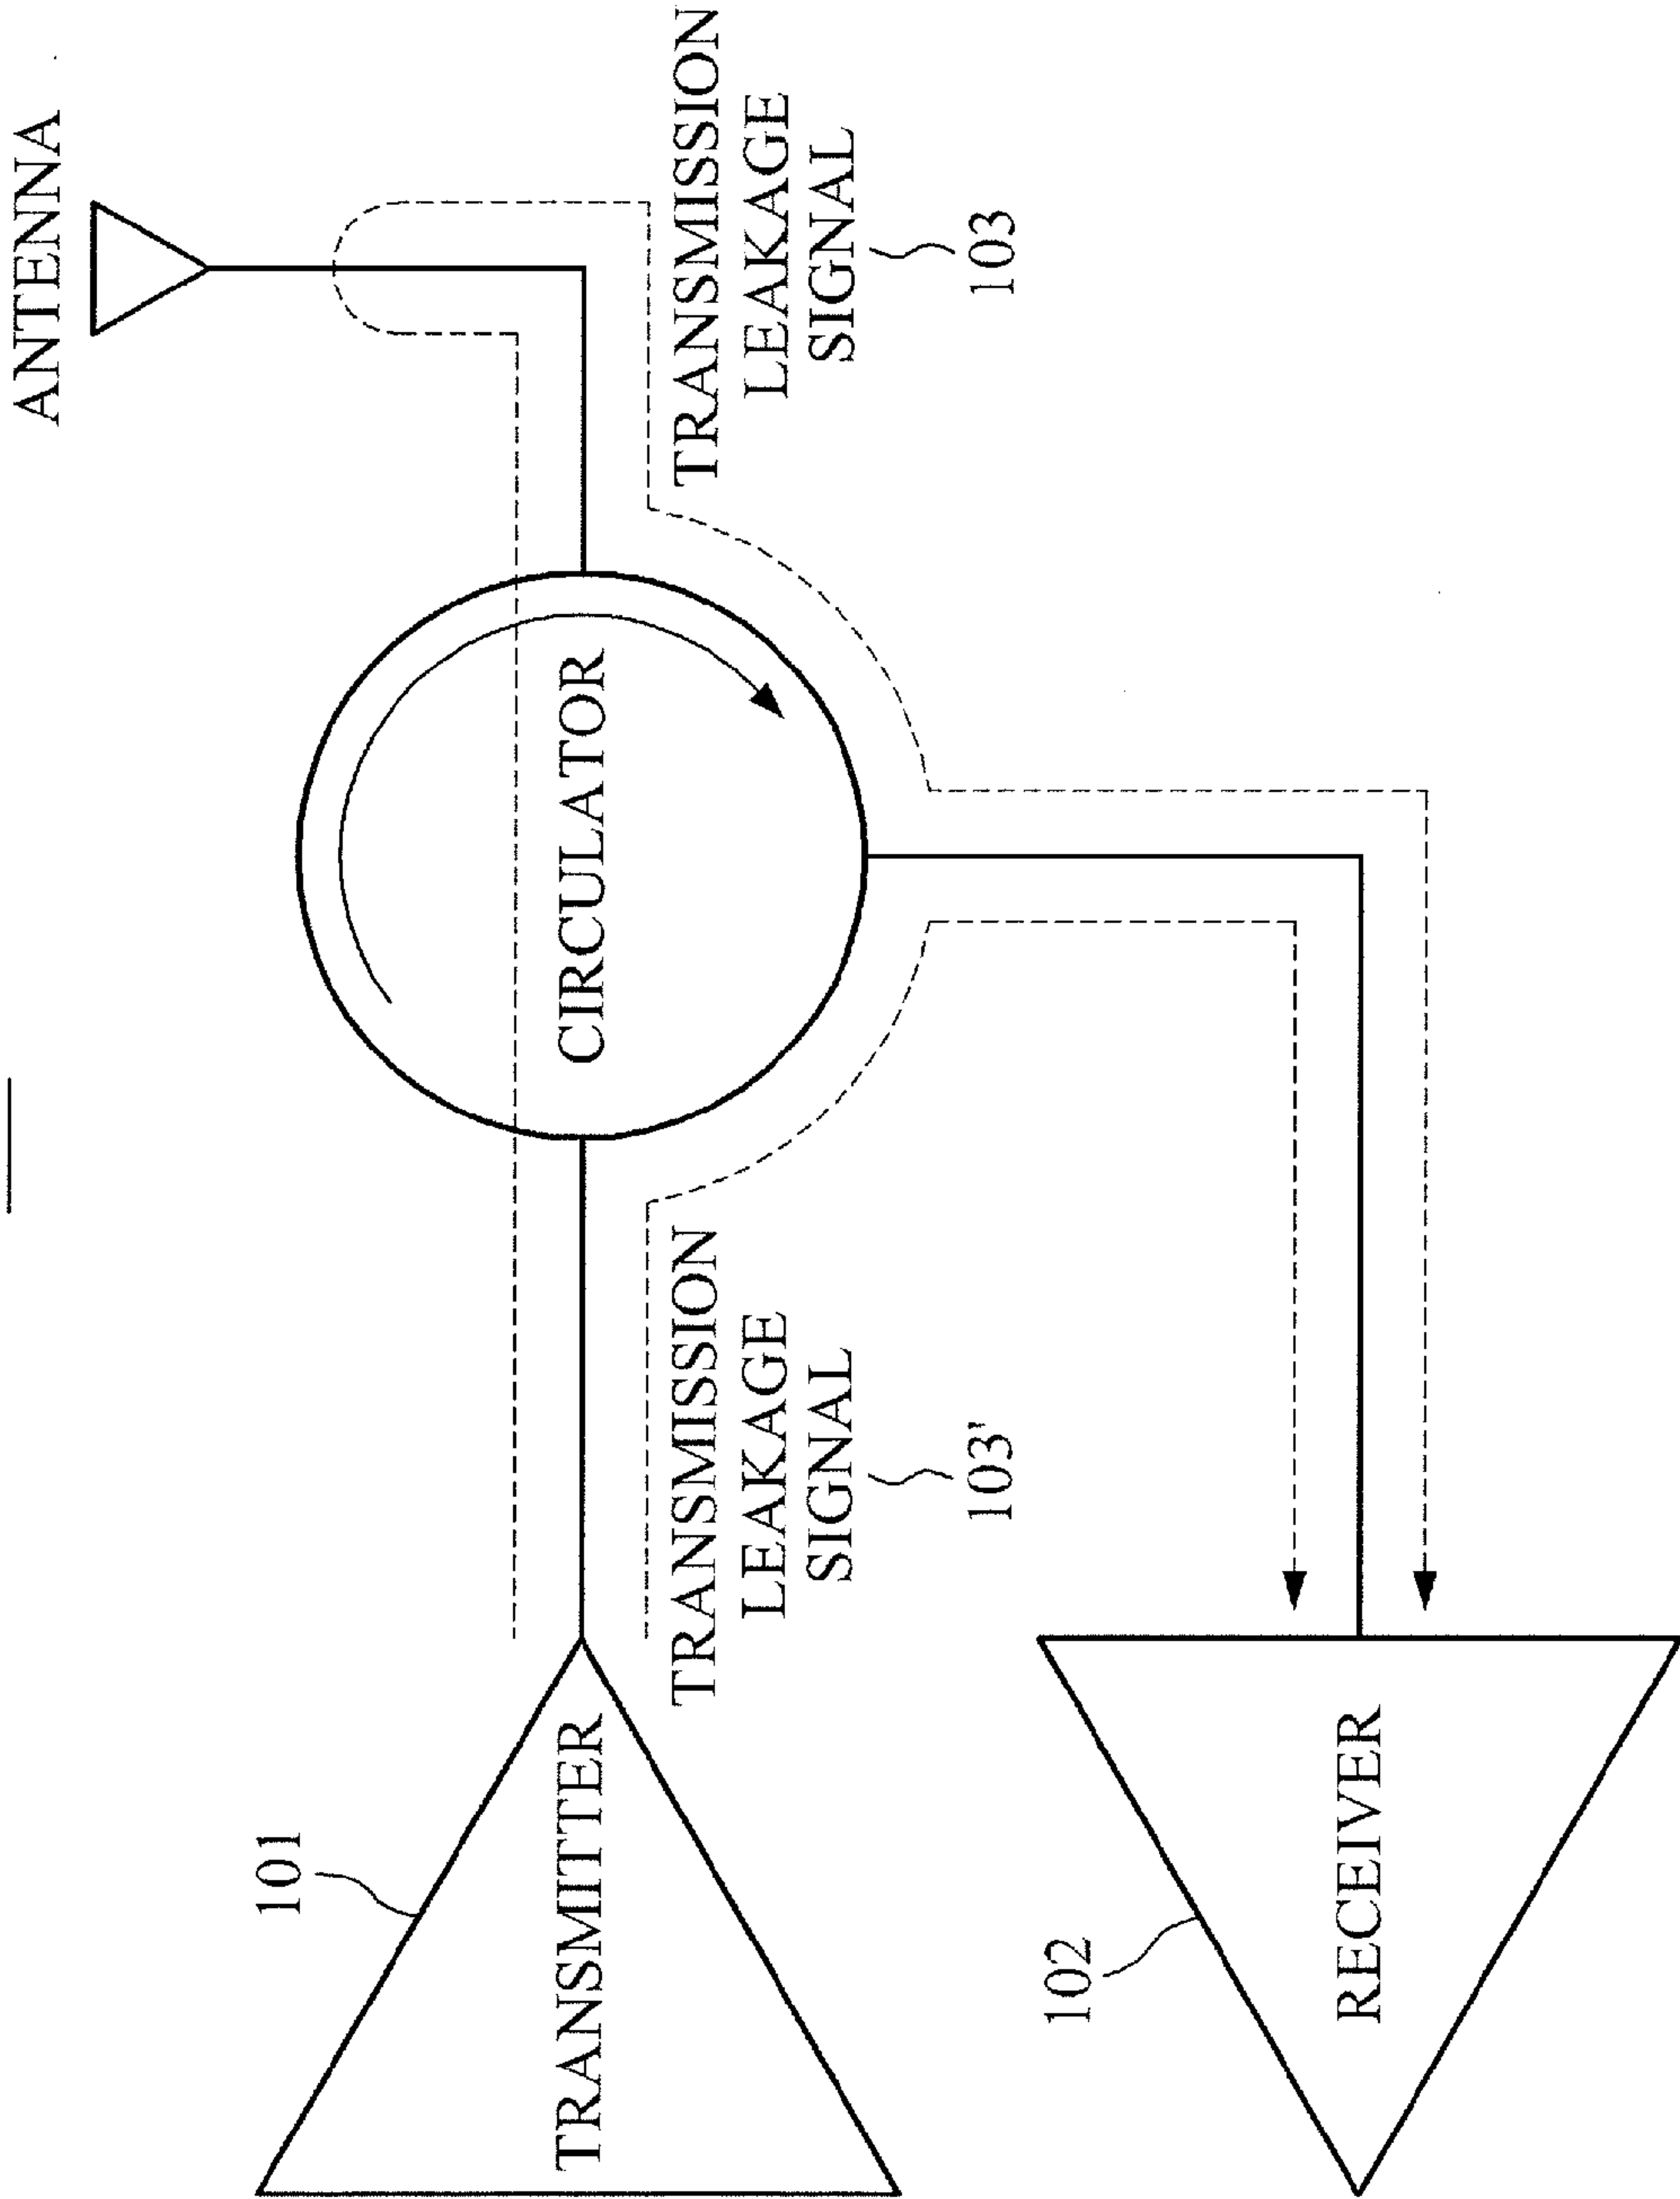 ANTENNA
101
TRANSMITTER
CIRCULATOR
TRANSMISSION
LEAKAGE
SIGNAL
103'
TRANSMISSION
LEAKAGE
SIGNAL
103
102
RECEIVER